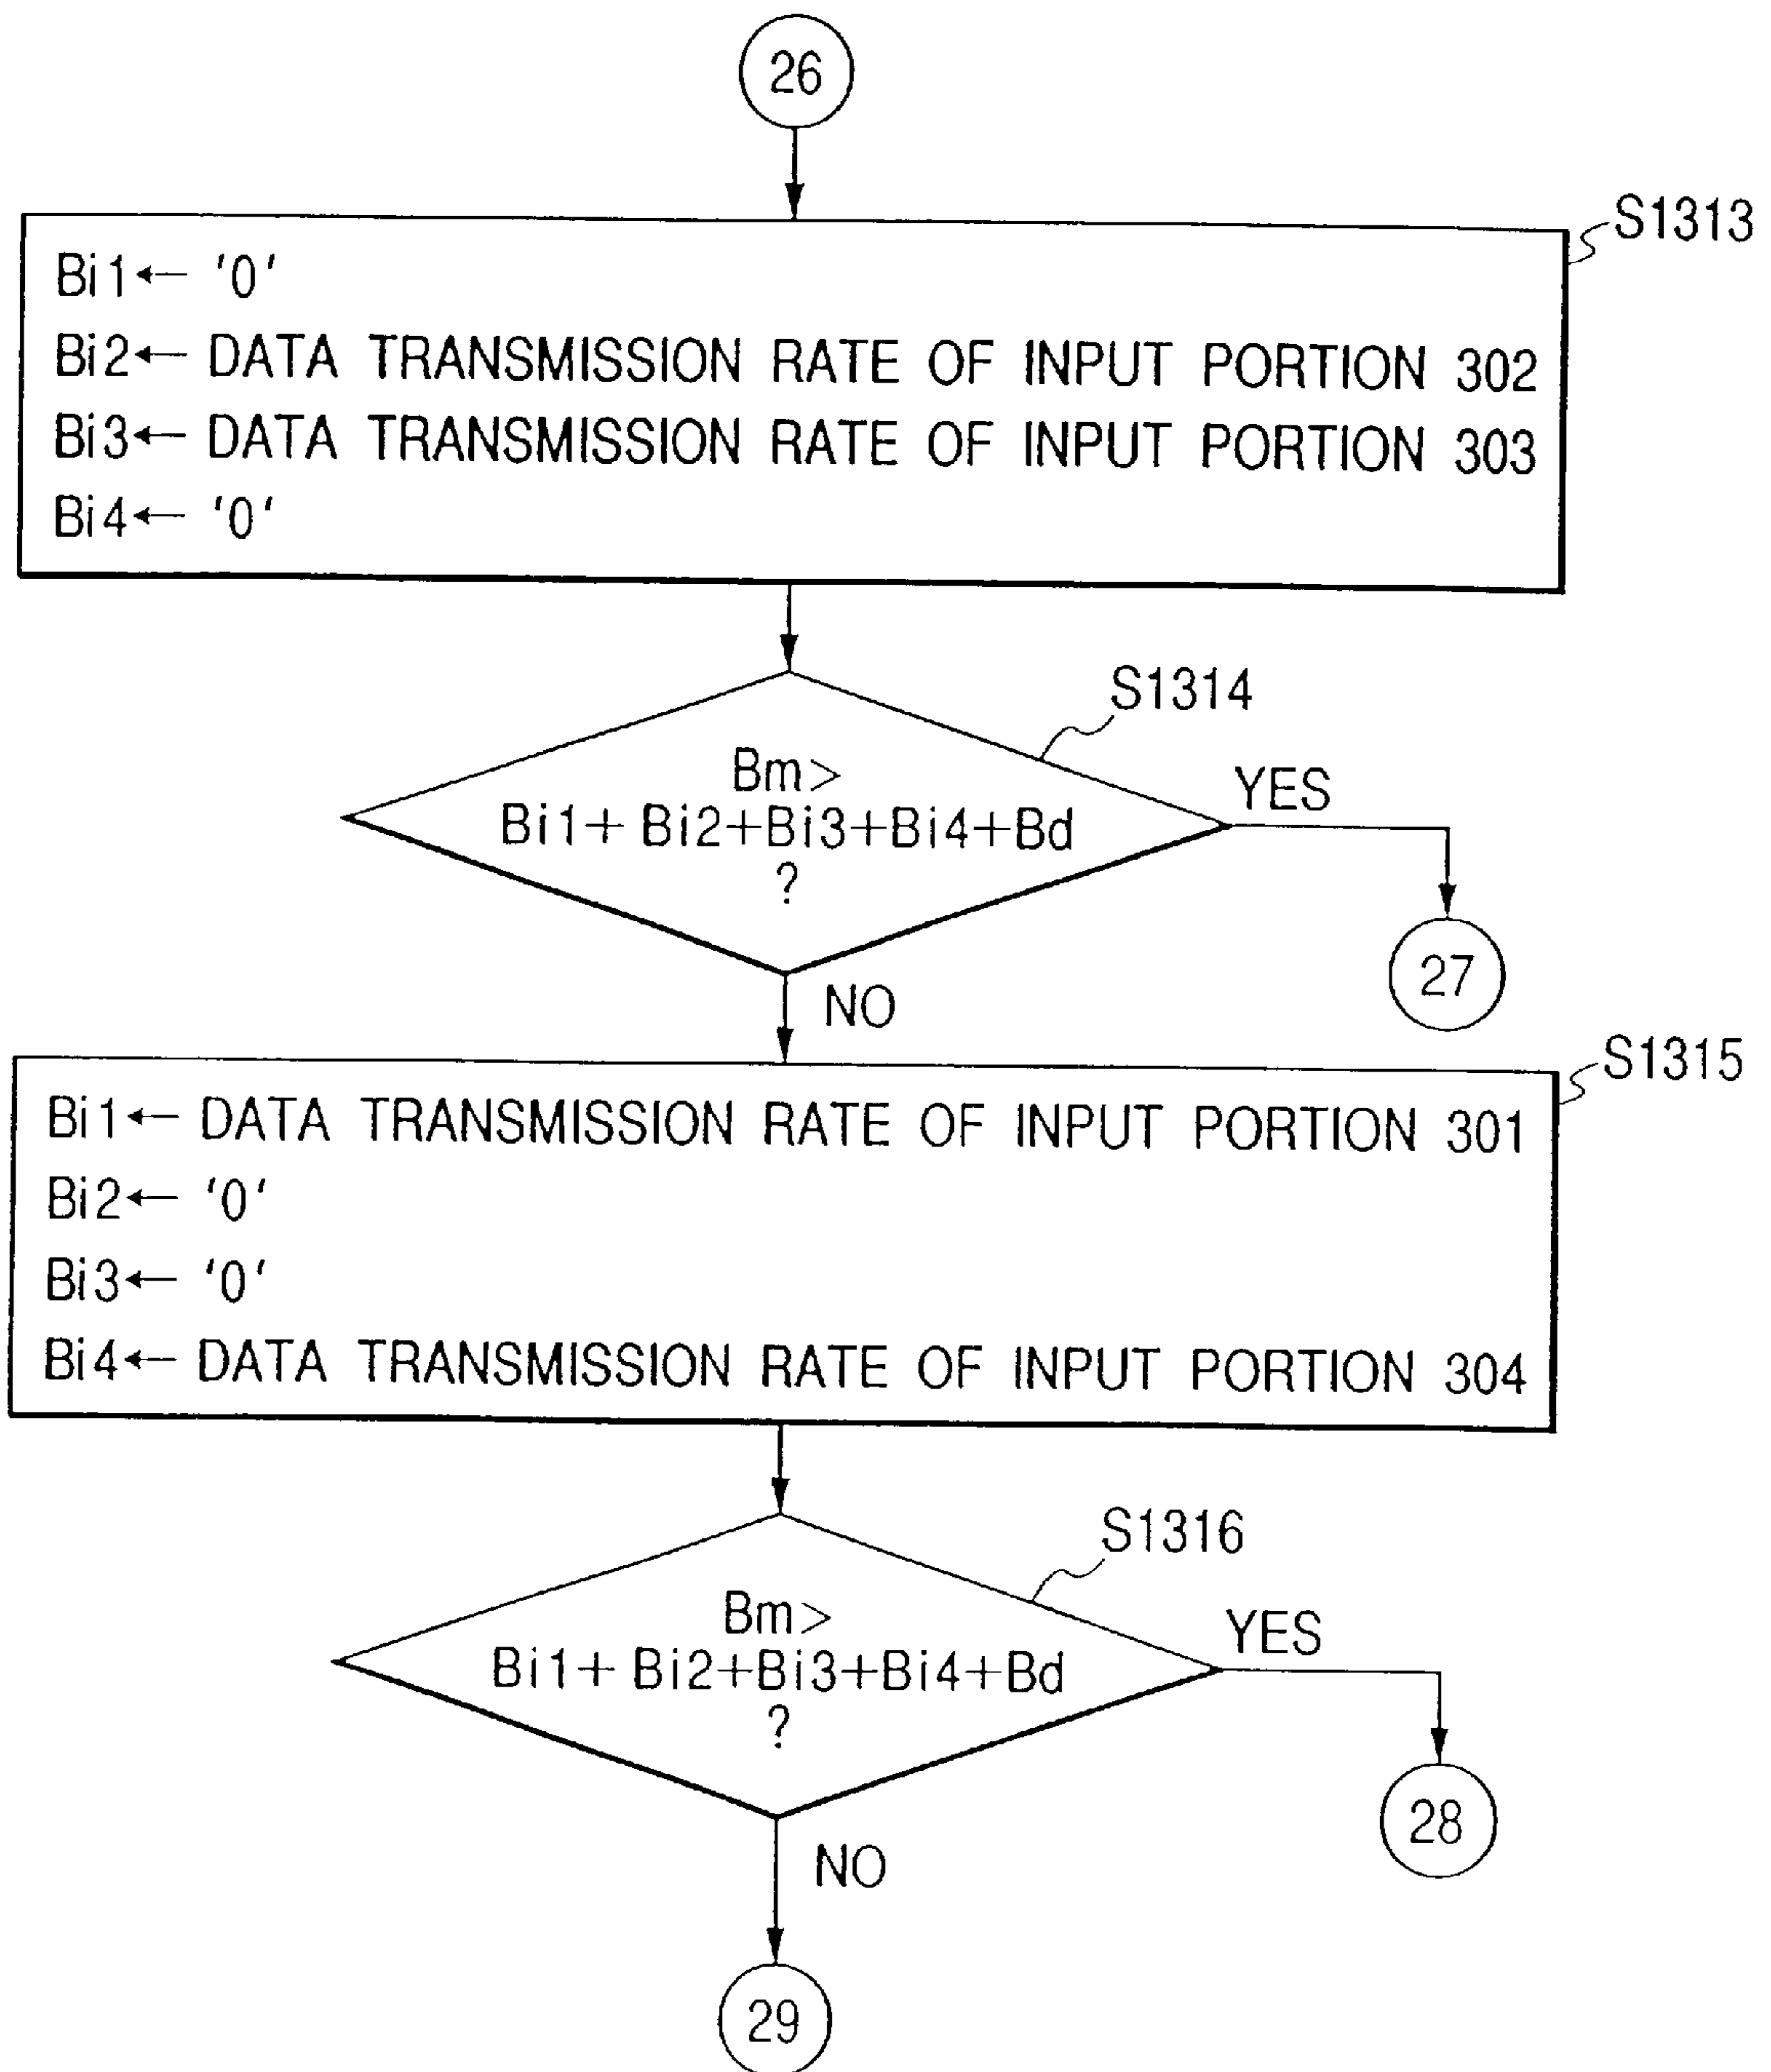 26
S1313
Bi1← '0'
Bi2← DATA TRANSMISSION RATE OF INPUT PORTION 302
Bi3← DATA TRANSMISSION RATE OF INPUT PORTION 303
Bi4← '0'
S1314
Bm>
Bi1+ Bi2+Bi3+Bi4+Bd
?
YES
27
NO
S1315
Bi1← DATA TRANSMISSION RATE OF INPUT PORTION 301
Bi2← '0'
Bi3← '0'
Bi4← DATA TRANSMISSION RATE OF INPUT PORTION 304
S1316
Bm>
Bi1+ Bi2+Bi3+Bi4+Bd
?
YES
28
NO
29